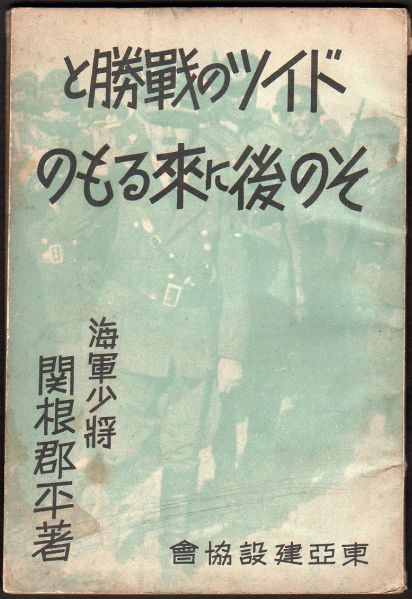 ドイツの戰勝と
その後に來るもの
海軍少將
関根郡平著
東亞建設協會